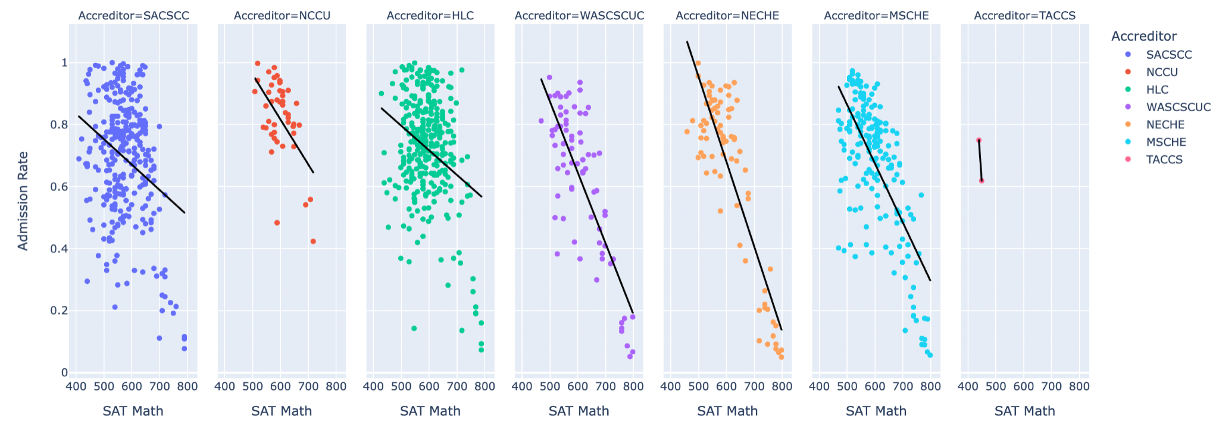 Accreditor=SACSCC
Accreditor=NCCU
Accreditor=HLC
Accreditor=WASCSCUC
Accreditor=NECHE
Accreditor=MSCHE
Accreditor=TACCS
Admission Rate
1
0.8
0.6
0.4
0.2
0
400 500 600 700 800
400 500 600 700 800
400 500 600 700 800
400 500 600 700 800
400 500 600 700 800
400 500 600 700 800
400 500 600 700 800
SAT Math
SAT Math
SAT Math
SAT Math
SAT Math
SAT Math
SAT Math
Accreditor
SACSCC
NCCU
HLC
WASCSCUC
NECHE
MSCHE
TACCS